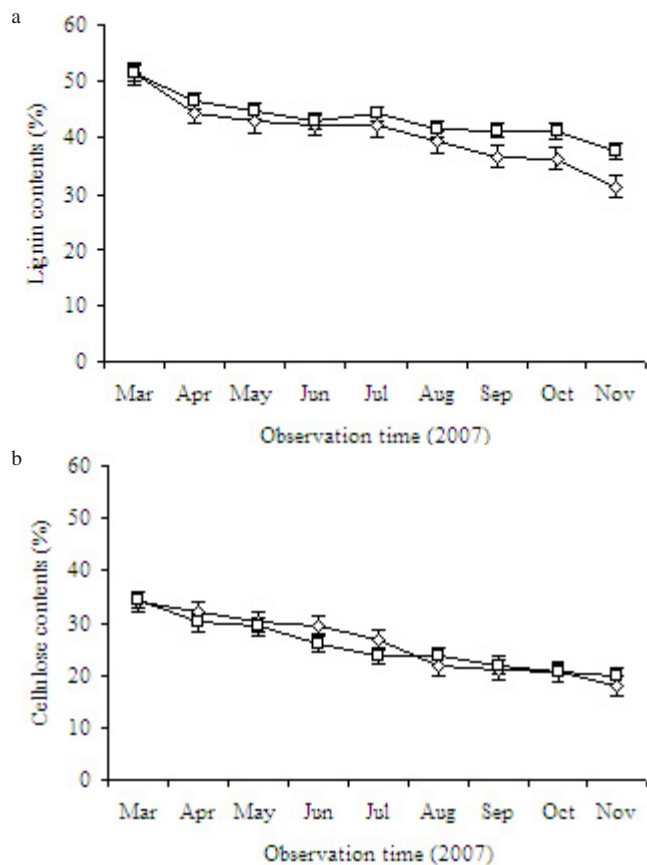 a
60
50
40
30
20
10
0
Lignin contents (%)
Mar Apr May Jun Jul Aug Sep Oct Nov
Observation time (2007)
b
60
50
40
30
20
10
0
Cellulose contents (%)
Mar Apr May Jun Jul Aug Sep Oct Nov
Observation time (2007)